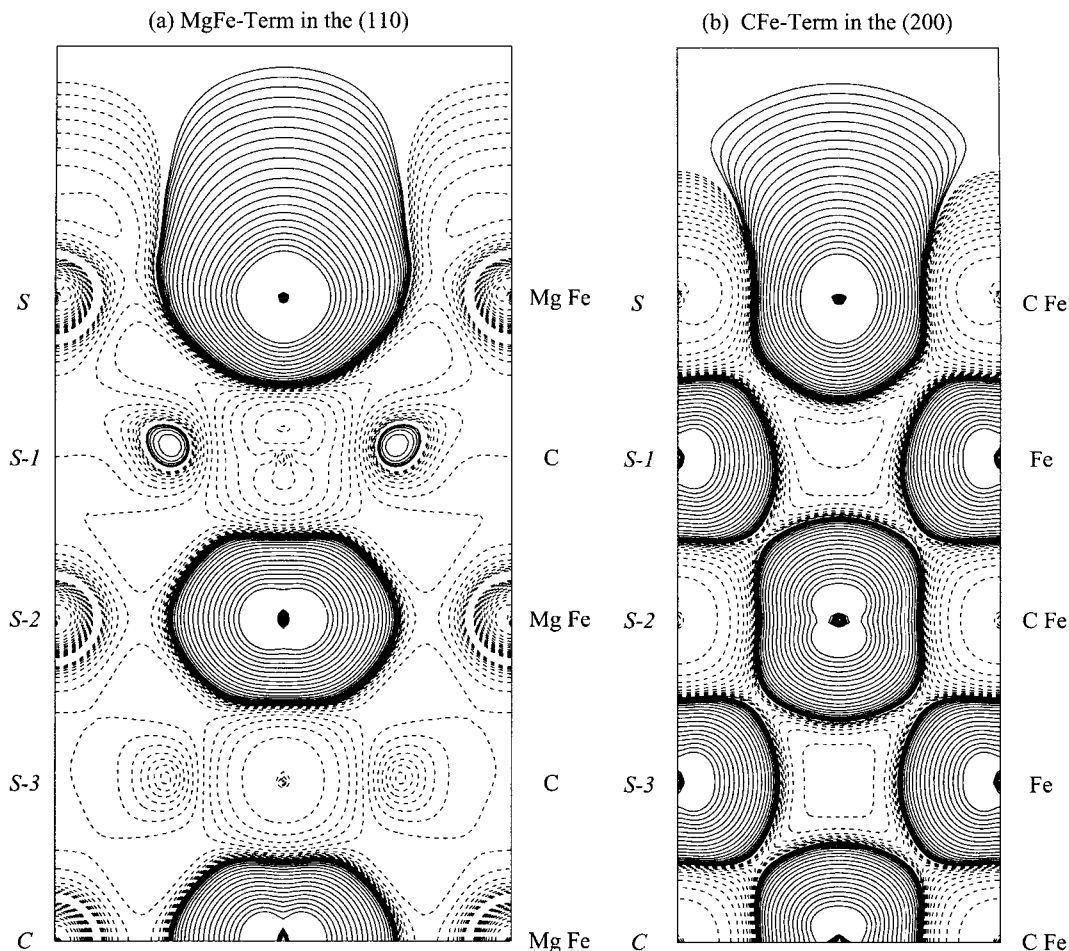 (a) MgFe-Term in the (110)
(b) CFe-Term in the (200)
S Mg Fe S C Fe
S-1 C S-1 Fe
S-2 Mg Fe S-2 C Fe
S-3 C S-3 Fe
C Mg Fe C C Fe